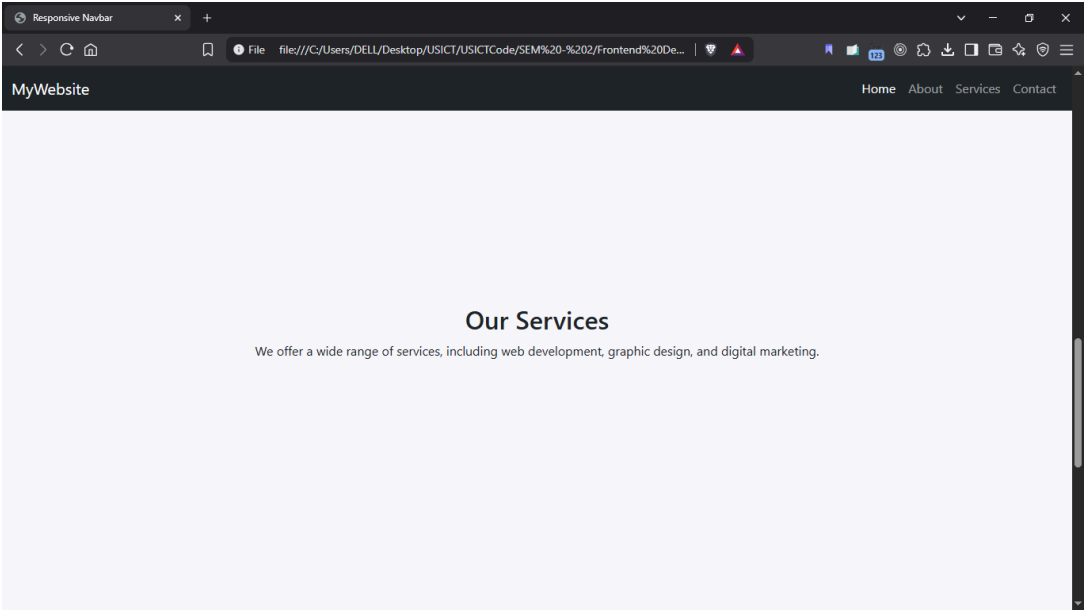 Responsive Navbar
File file:///C:/Users/DELL/Desktop/USICT/USICTCode/SEM%20-%202/Frontend%20De...
123
MyWebsite
Home About Services Contact
Our Services
We offer a wide range of services, including web development, graphic design, and digital marketing.